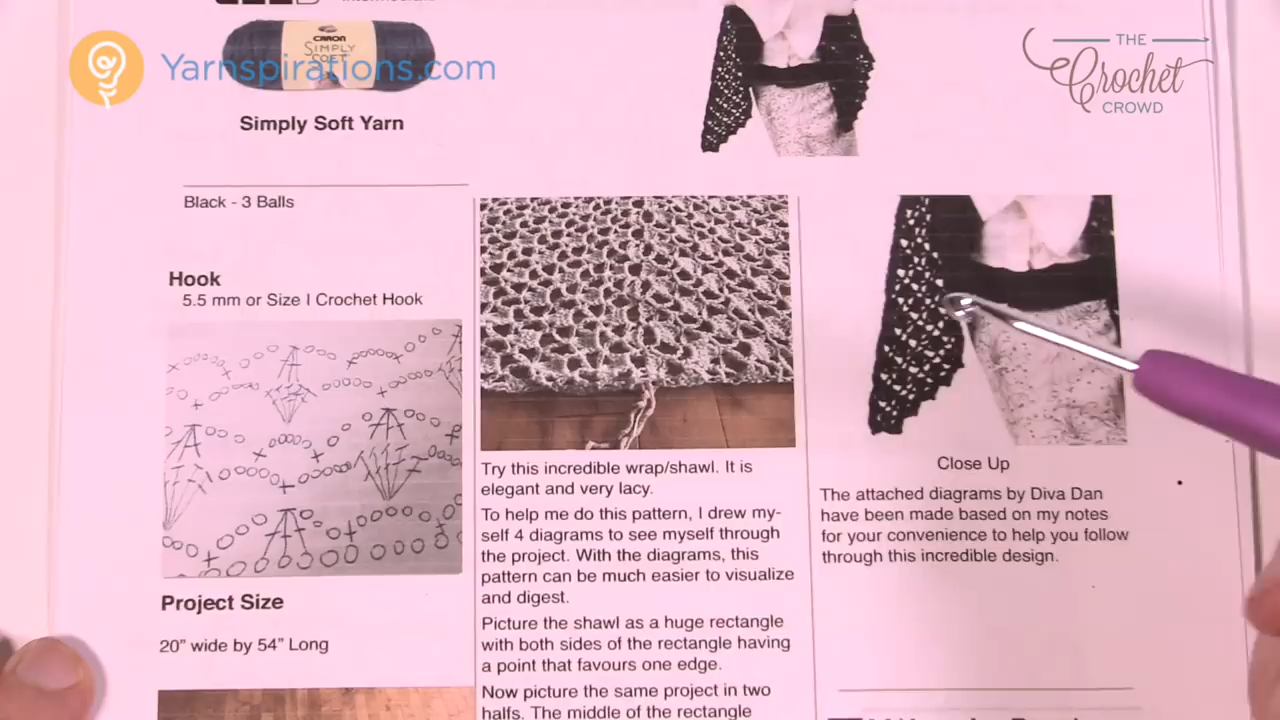 Yarnspirations.com
CARON
SIMPLY
SOFT
Simply Soft Yarn
Black - 3 Balls
Hook
5.5 mm or Size I Crochet Hook
Project Size
20” wide by 54” Long
Try this incredible wrap/shawl. It is
elegant and very lacy.
To help me do this pattern, I drew my-
self 4 diagrams to see myself through
the project. With the diagrams, this
pattern can be much easier to visualize
and digest.
Picture the shawl as a huge rectangle
with both sides of the rectangle having
a point that favours one edge.
Now picture the same project in two
halfs. The middle of the rectangle
THE
Crochet
CROWD
Close Up
The attached diagrams by Diva Dan
have been made based on my notes
for your convenience to help you follow
through this incredible design.